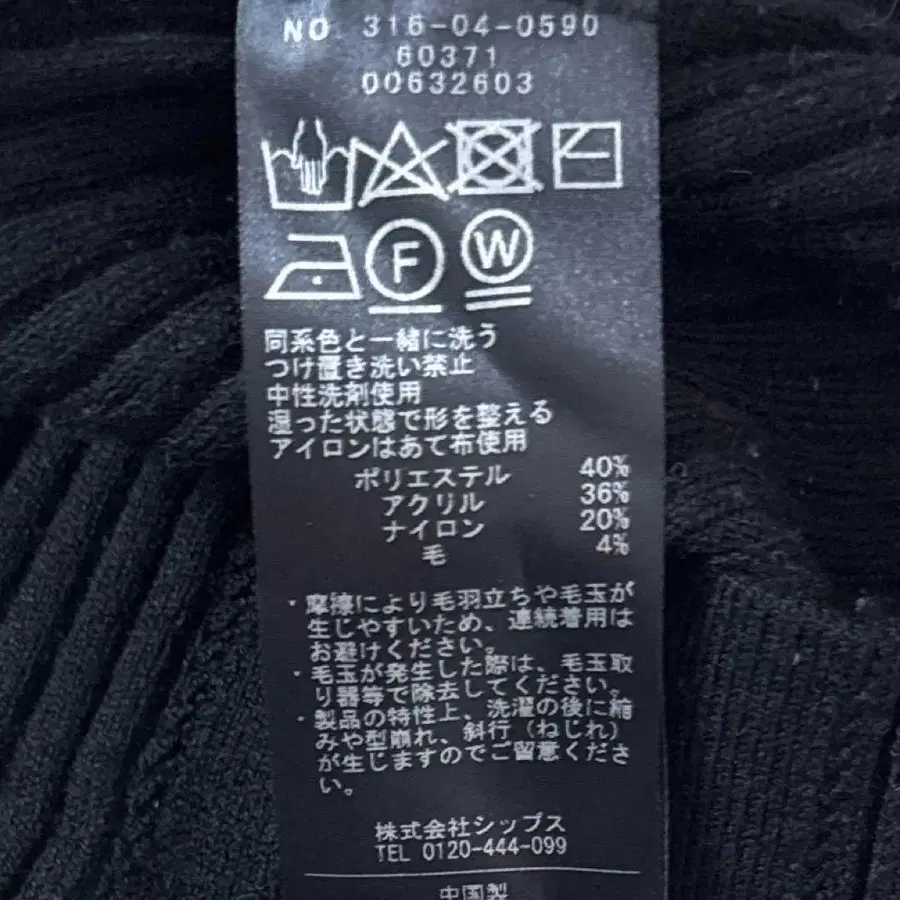 NO. 316-04-0590
60371
00632603
F W
同系色と一緒に洗う
つけ置き洗い禁止
中性洗剤使用
湿った状態で形を整える
アイロンはあて布使用
ポリエステル 40%
アクリル 36%
ナイロン 20%
毛 4%
・摩擦により毛羽立ちや毛玉が
生じやすいため、連続着用は
お避けください。
・毛玉が発生した際は、毛玉取
り器等で除去してください。
・製品の特性上、洗濯の後に縮
みや型崩れ、斜行（ねじれ）
が生じますのでご留意くださ
い。
株式会社シップス
TEL 0120-444-099
中国製